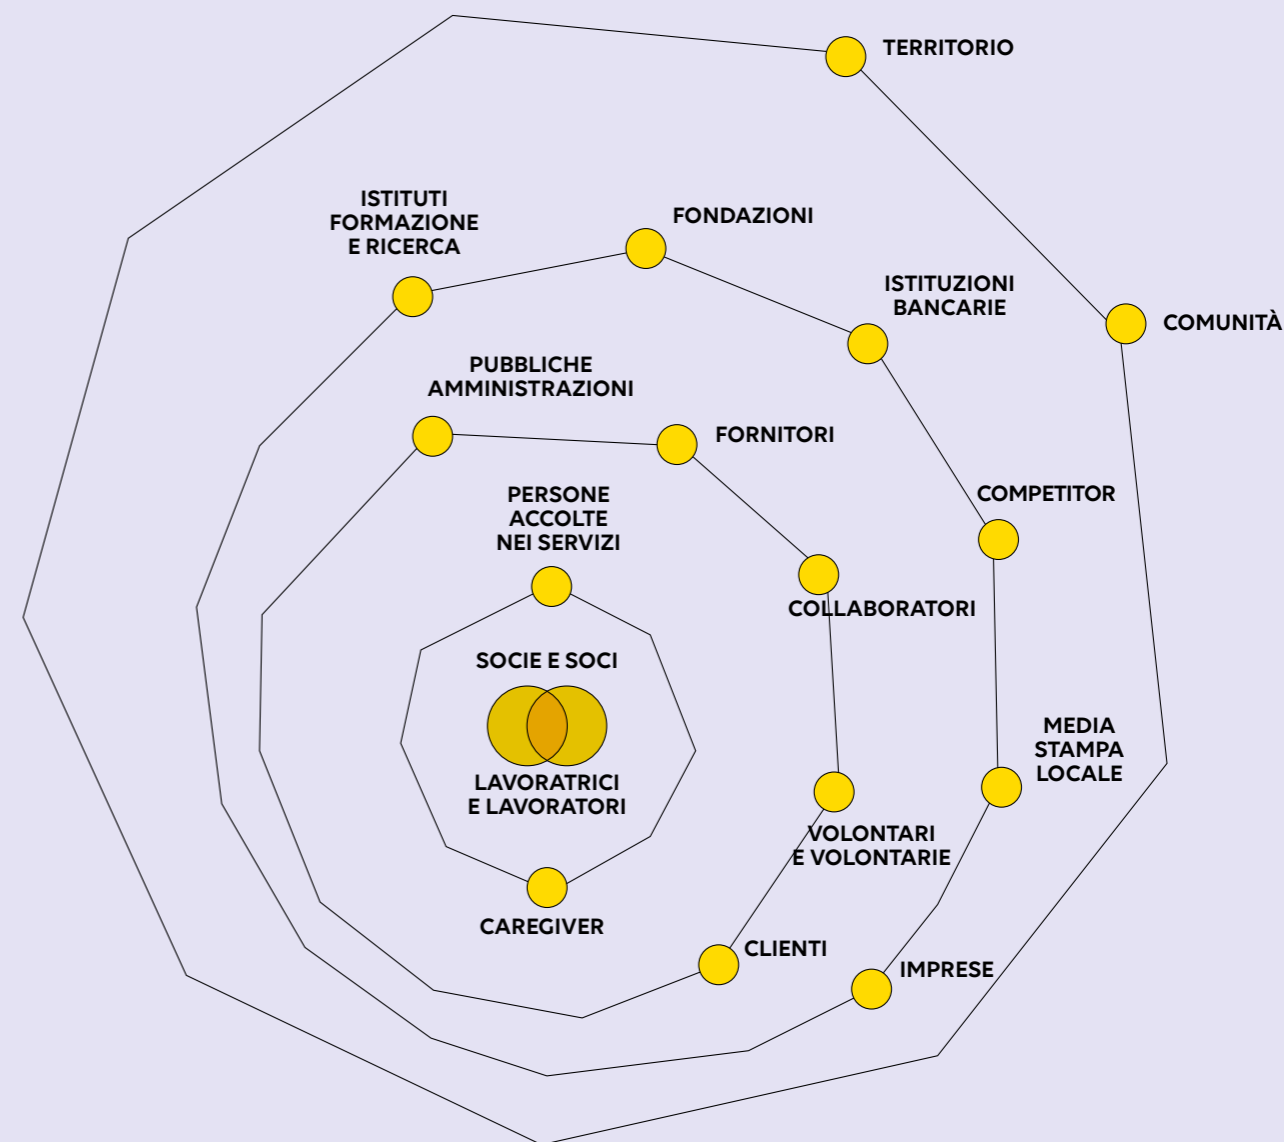 TERRITORIO
ISTITUTI
FORMAZIONE
E RICERCA
FONDAZIONI
ISTITUZIONI
BANCARIE
COMUNITÀ
PUBBLICHE
AMMINISTRAZIONI
FORNITORI
PERSONE
ACCOLTE
NEI SERVIZI
COMPETITOR
COLLABORATORI
SOCIE E SOCI
MEDIA
STAMPA
LOCALE
LAVORATRICI
E LAVORATORI
VOLONTARI
E VOLONTARIE
CAREGIVER
CLIENTI
IMPRESE